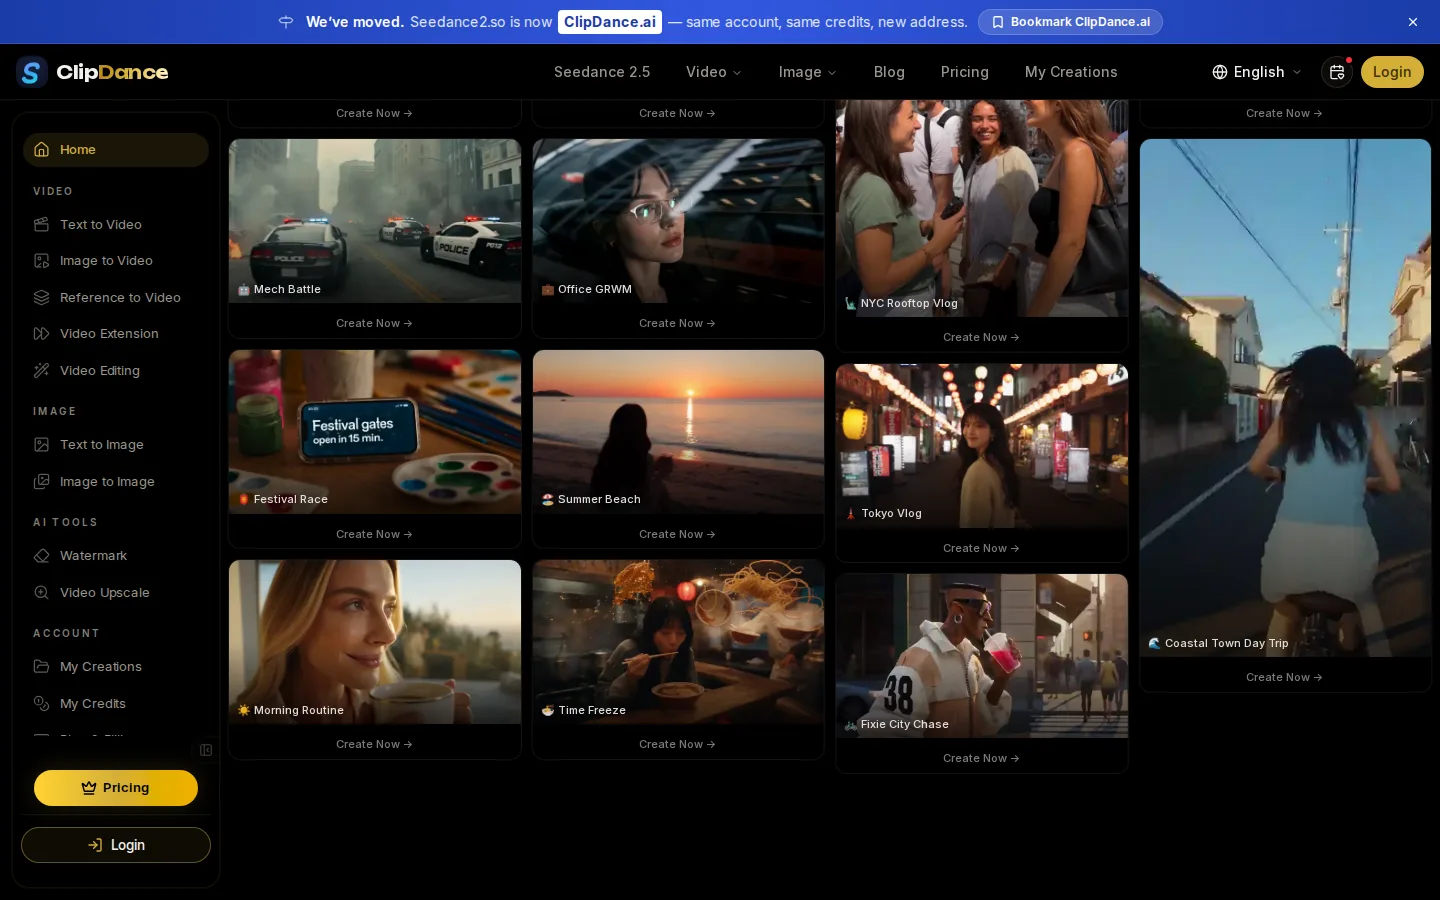 We've moved. Seedance2.so is now ClipDance.ai — same account, same credits, new address. Bookmark ClipDance.ai
ClipDance
Seedance 2.5 Video Image Blog Pricing My Creations English Login
Home
VIDEO
Text to Video
Image to Video
Reference to Video
Video Extension
Video Editing
IMAGE
Text to Image
Image to Image
AI TOOLS
Watermark
Video Upscale
ACCOUNT
My Creations
My Credits
Pricing
Login
Create Now →
POLICE
POLICE
Mech Battle
Create Now →
Festival gates
open in 15 min.
Festival Race
Create Now →
Morning Routine
Create Now →
Create Now →
Office GRWM
Create Now →
Summer Beach
Create Now →
Time Freeze
Create Now →
NYC Rooftop Vlog
Create Now →
Tokyo Vlog
Create Now →
38
Fixie City Chase
Create Now →
Create Now →
Coastal Town Day Trip
Create Now →